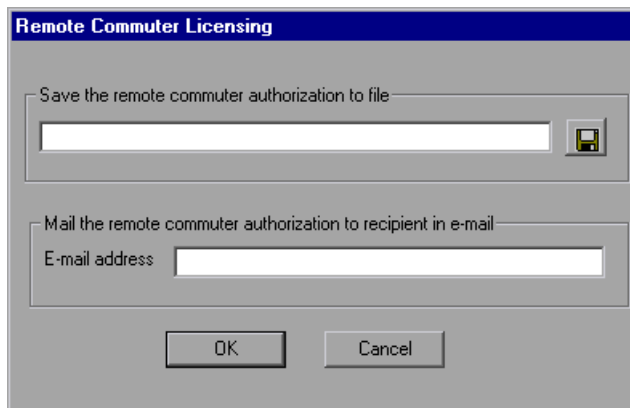 Remote Commuter Licensing
Save the remote commuter authorization to file
Mail the remote commuter authorization to recipient in e-mail
E-mail address
OK
Cancel